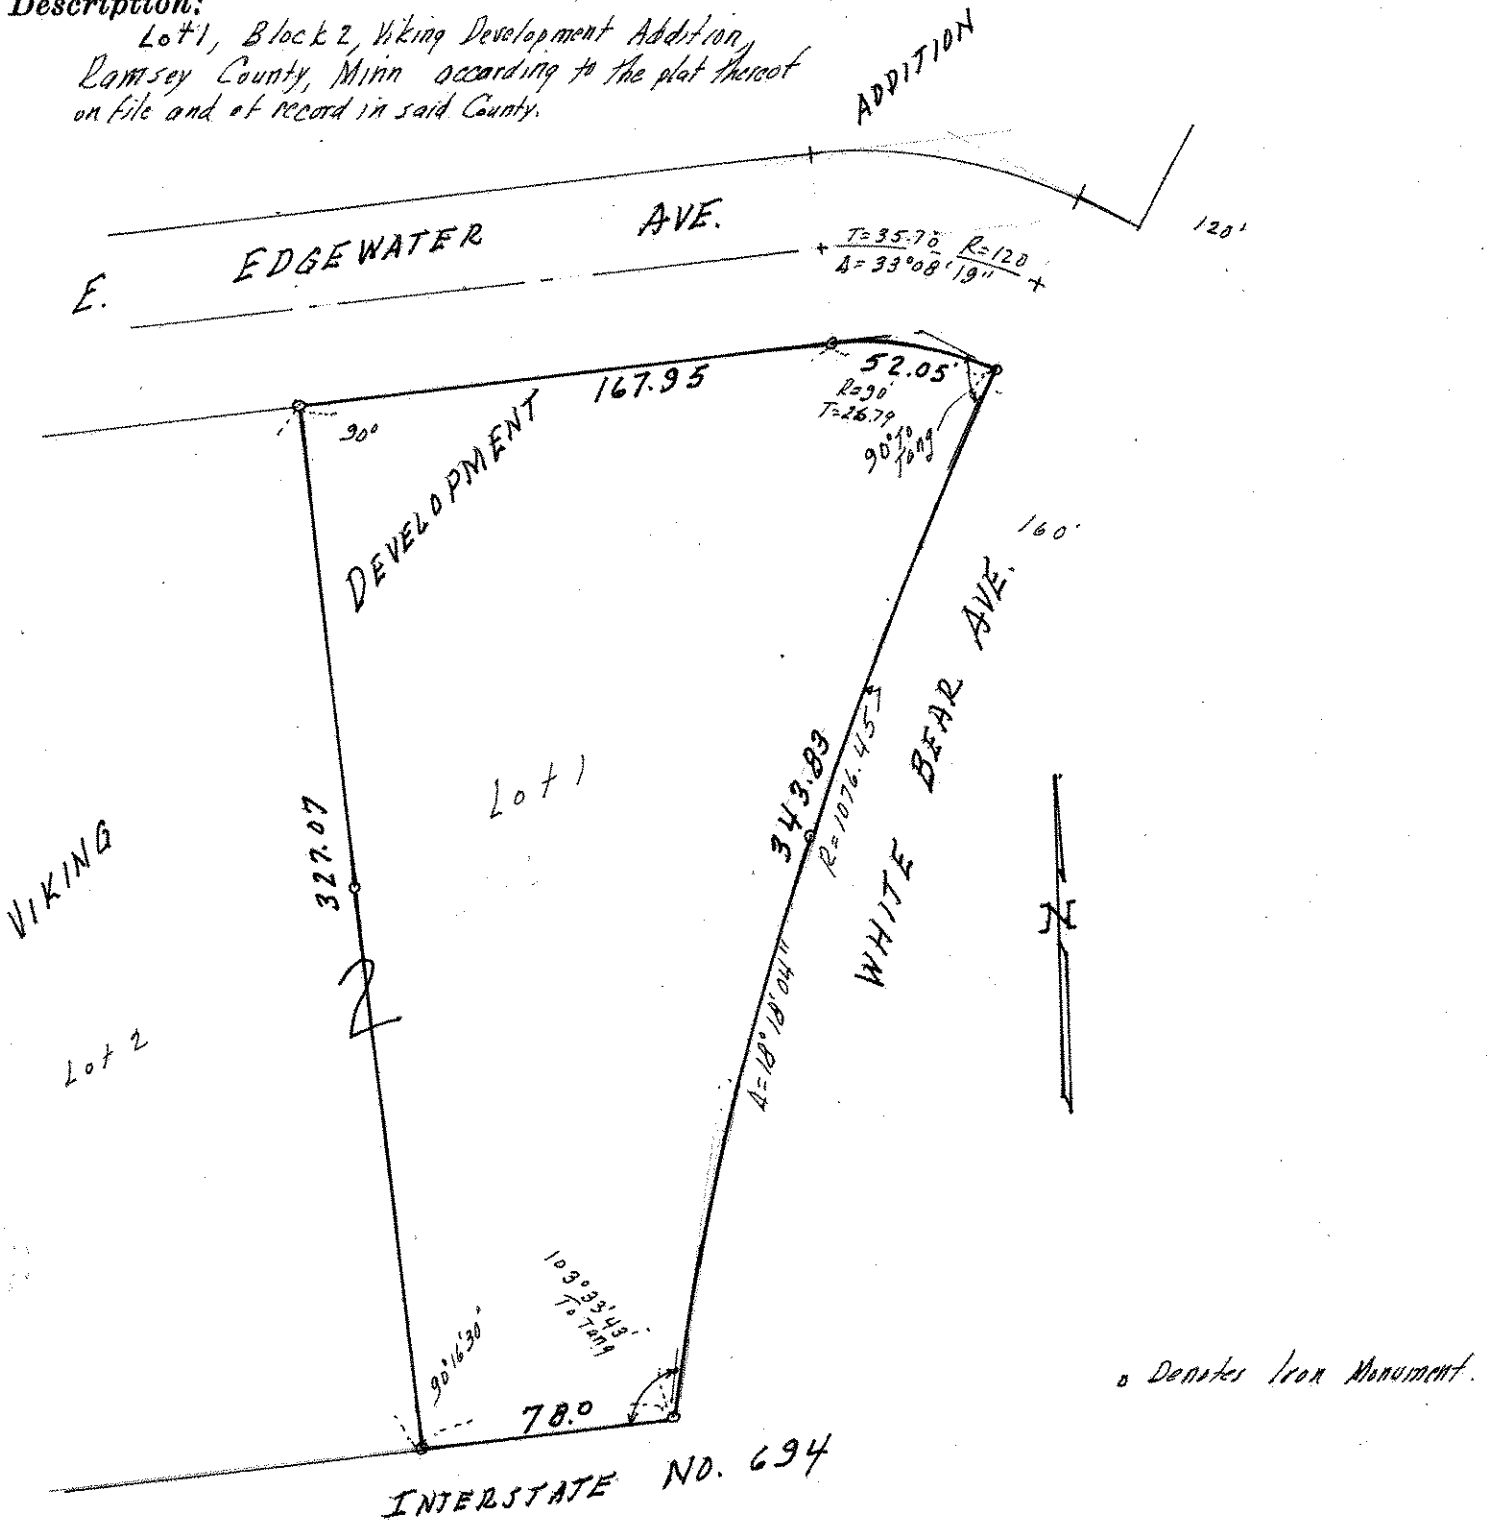 Description:
Lot 1, Block 2, Viking Development Addition,
Ramsey County, Minn according to the plat thereof
on file and of record in said County.
ADDITION
E. EDGEWATER AVE.
120'
T=35.70 R=120
Δ=33°08'19"
167.95
52.05'
R=90'
T=26.79
90° To
Tang
90°
DEVELOPMENT
160'
WHITE BEAR AVE.
343.83
R=1076.45
Δ=18°18'04"
Lot 1
327.07
VIKING
2
Lot 2
N
103°33'43"
To Tang
90°16'30"
78.0
o Denotes Iron Monument.
INTERSTATE NO. 694